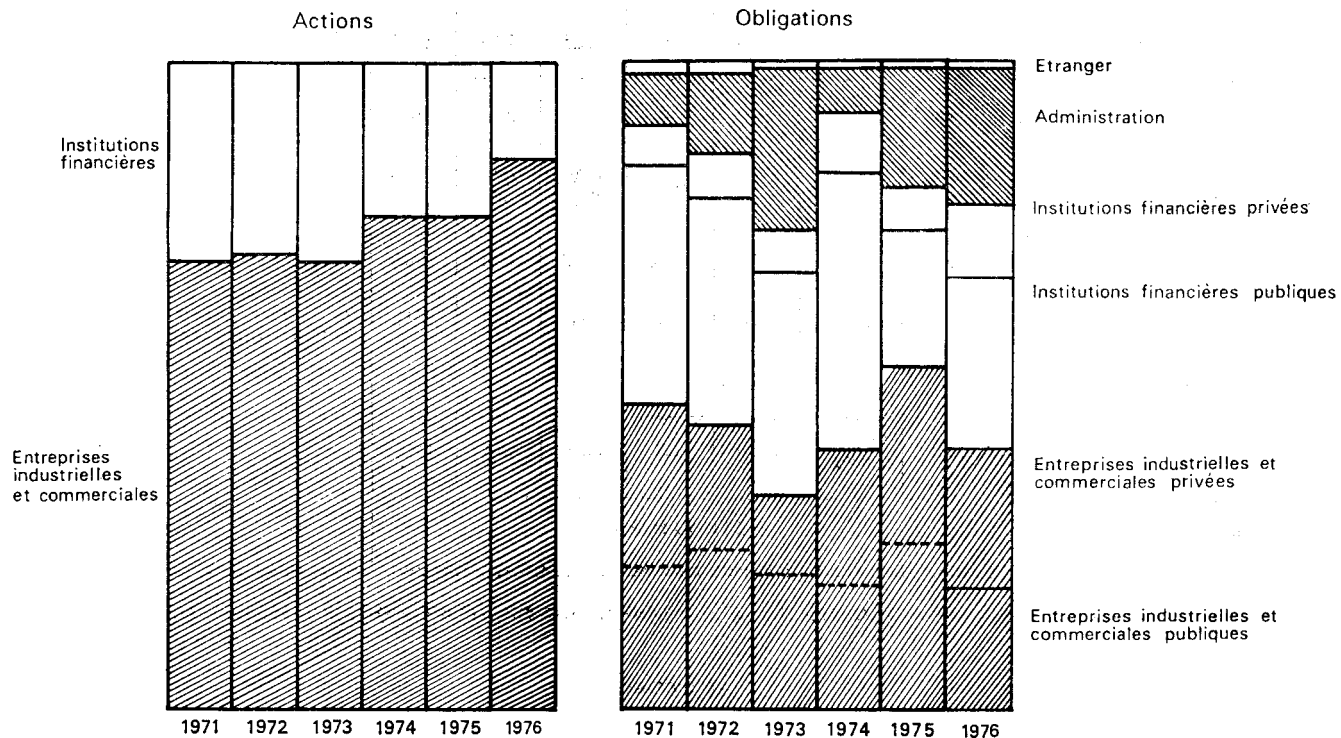 Actions
Institutions
financières
Entreprises
industrielles
et commerciales
1971 1972 1973 1974 1975 1976
Obligations
Etranger
Administration
Institutions financières privées
Institutions financières publiques
Entreprises industrielles et
commerciales privées
Entreprises industrielles et
commerciales publiques
1971 1972 1973 1974 1975 1976